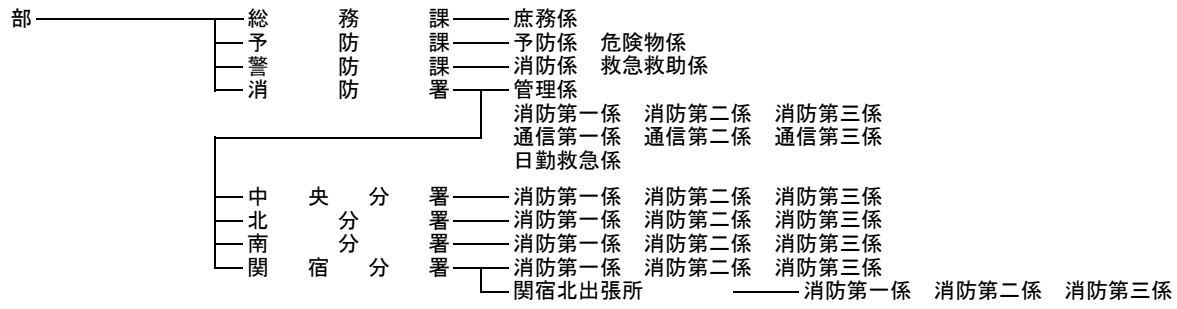 部 総務課 庶務係
予防課 予防係 危険物係
警防課 消防係 救急救助係
消防署 管理係
消防第一係 消防第二係 消防第三係
通信第一係 通信第二係 通信第三係
日勤救急係
中央分署 消防第一係 消防第二係 消防第三係
北分署 消防第一係 消防第二係 消防第三係
南分署 消防第一係 消防第二係 消防第三係
関宿分署 消防第一係 消防第二係 消防第三係
関宿北出張所 消防第一係 消防第二係 消防第三係